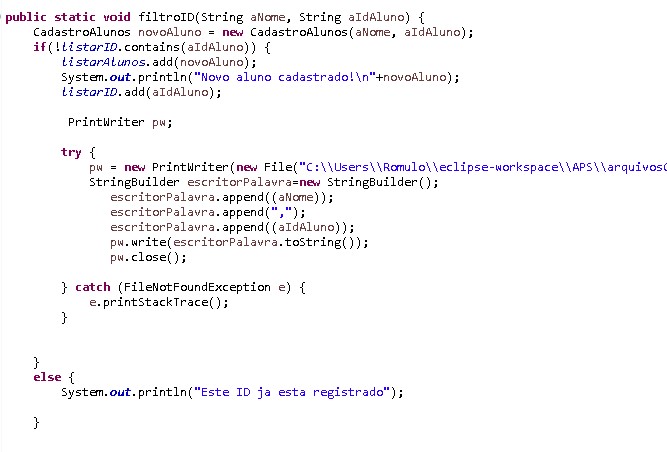 public static void filtroID(String aNome, String aIdAluno) {
CadastroAlunos novoAluno = new CadastroAlunos(aNome, aIdAluno);
if(!listarID.contains(aIdAluno)) {
listarAlunos.add(novoAluno);
System.out.println("Novo aluno cadastrado!\n"+novoAluno);
listarID.add(aIdAluno);
PrintWriter pw;
try {
pw = new PrintWriter(new File("C:\\Users\\Romulo\\eclipse-workspace\\APS\\arquivosC
StringBuilder escritorPalavra=new StringBuilder();
escritorPalavra.append((aNome));
escritorPalavra.append(",");
escritorPalavra.append((aIdAluno));
pw.write(escritorPalavra.toString());
pw.close();
} catch (FileNotFoundException e) {
e.printStackTrace();
}
}
else {
System.out.println("Este ID ja esta registrado");
}